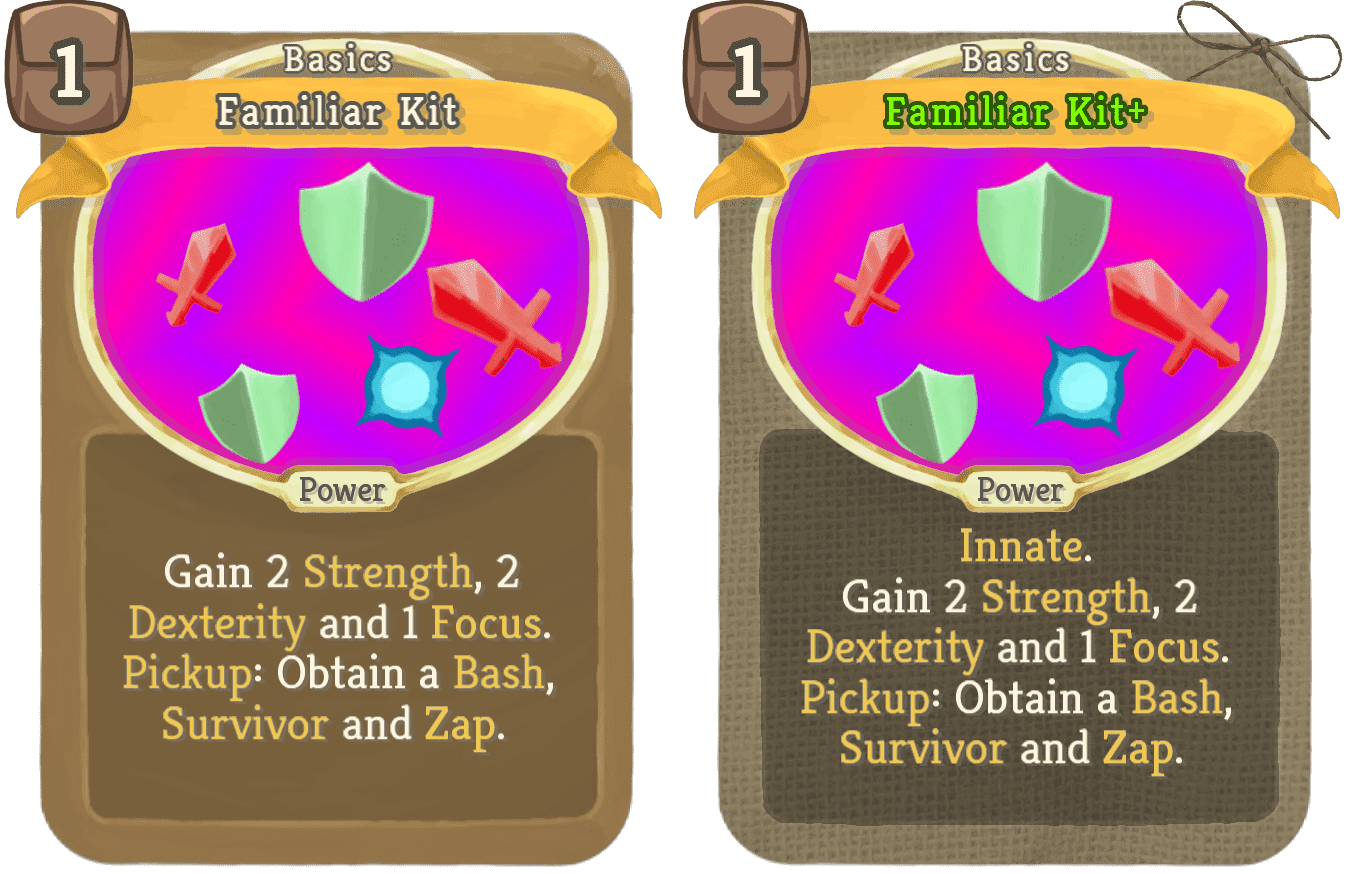 1
Basics
Familiar Kit
Power
Gain 2 Strength, 2
Dexterity and 1 Focus.
Pickup: Obtain a Bash,
Survivor and Zap.
1
Basics
Familiar Kit+
Power
Innate.
Gain 2 Strength, 2
Dexterity and 1 Focus.
Pickup: Obtain a Bash,
Survivor and Zap.